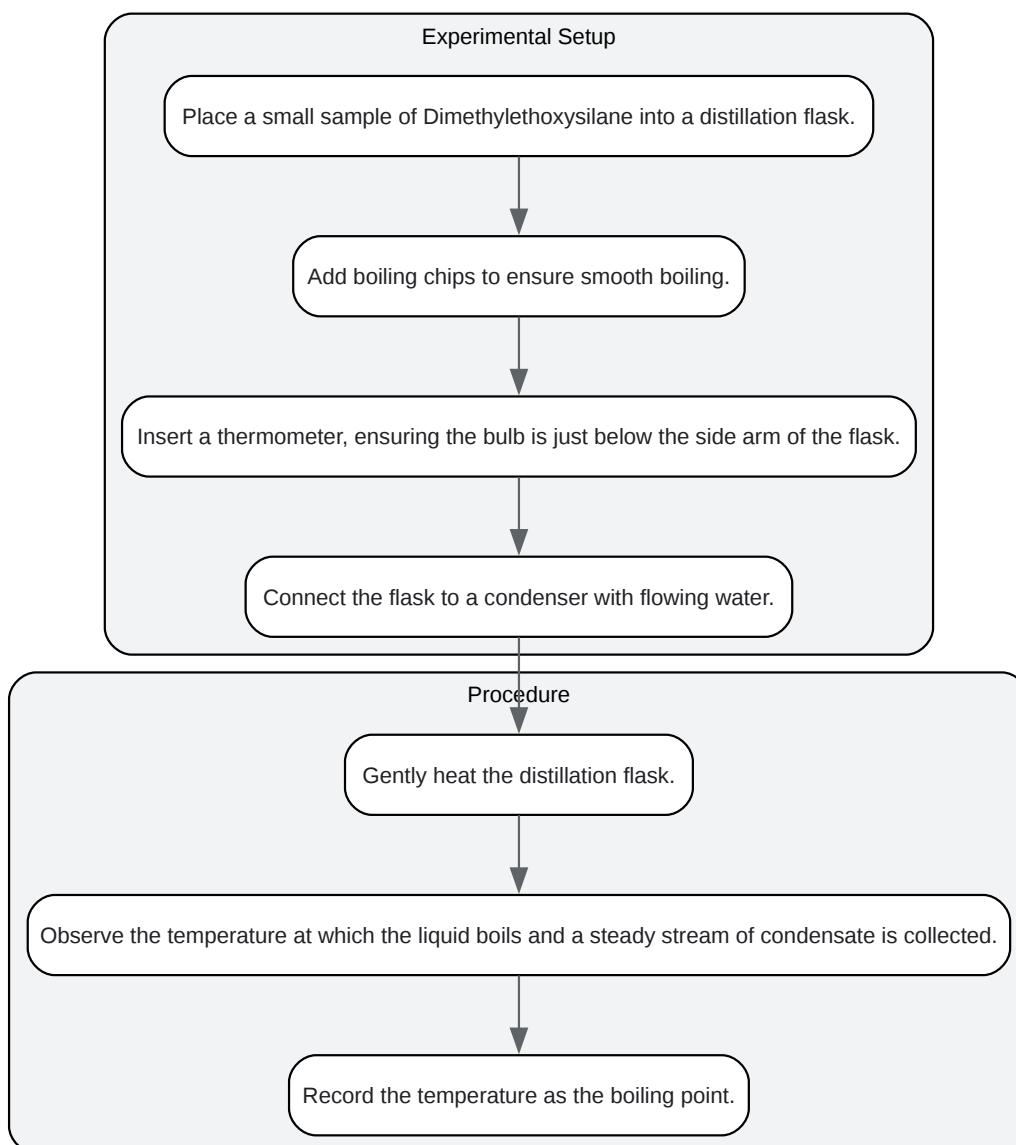 Experimental Setup
Place a small sample of Dimethylethoxysilane into a distillation flask.
Add boiling chips to ensure smooth boiling.
Insert a thermometer, ensuring the bulb is just below the side arm of the flask.
Connect the flask to a condenser with flowing water.
Procedure
Gently heat the distillation flask.
Observe the temperature at which the liquid boils and a steady stream of condensate is collected.
Record the temperature as the boiling point.